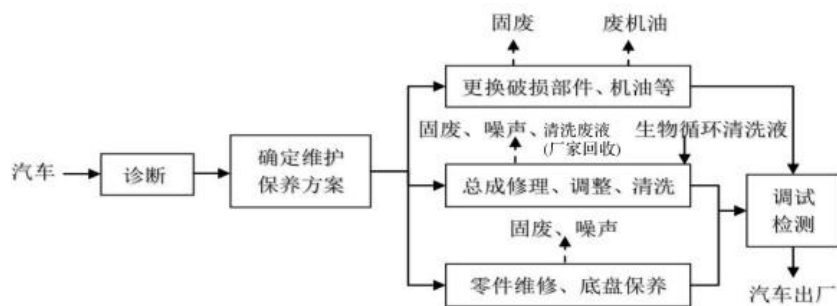 固废
废机油
更换破损部件、机油等
固废、噪声、清洗废液
(厂家回收)
生物循环清洗液
汽车
诊断
确定维护
保养方案
总成修理、调整、清洗
调试
检测
固废、噪声
零件维修、底盘保养
汽车出厂